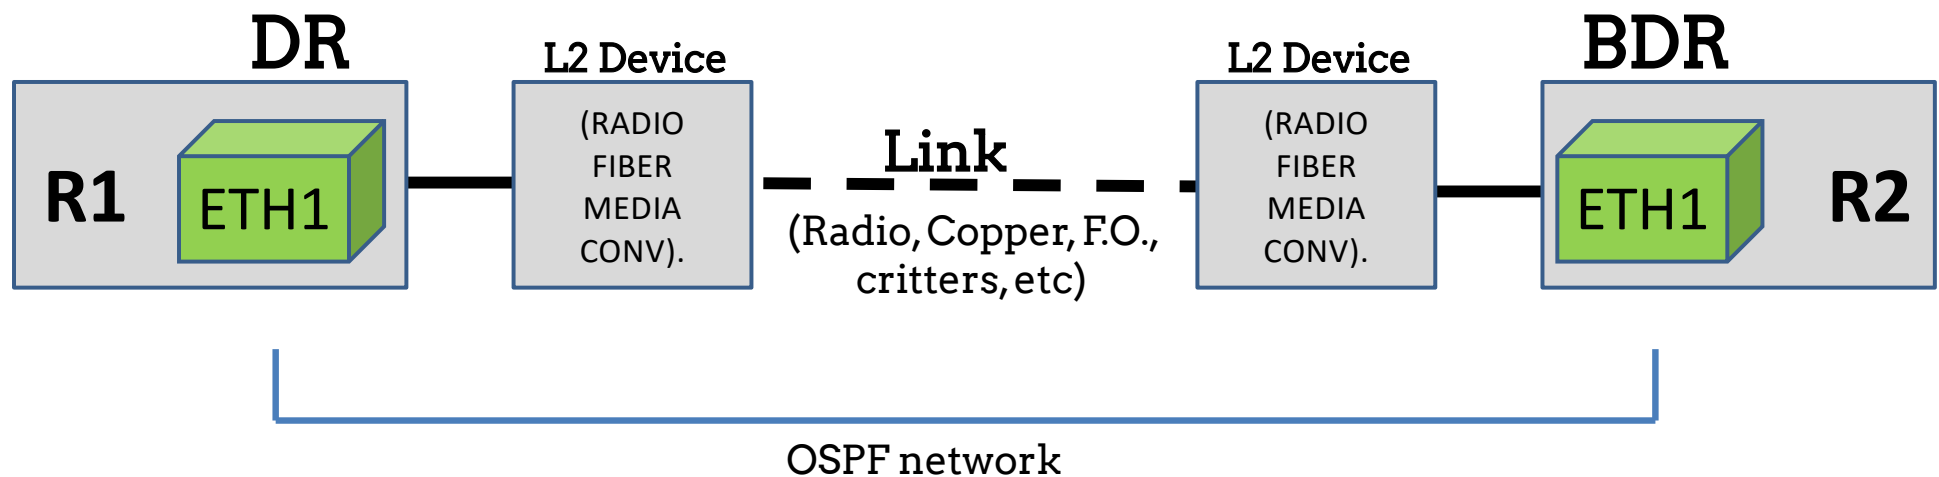 DR
BDR
L2 Device
L2 Device
R1
ETH1
(RADIO
FIBER
MEDIA
CONV).
Link
(Radio, Copper, F.O.,
critters, etc)
(RADIO
FIBER
MEDIA
CONV).
ETH1
R2
OSPF network